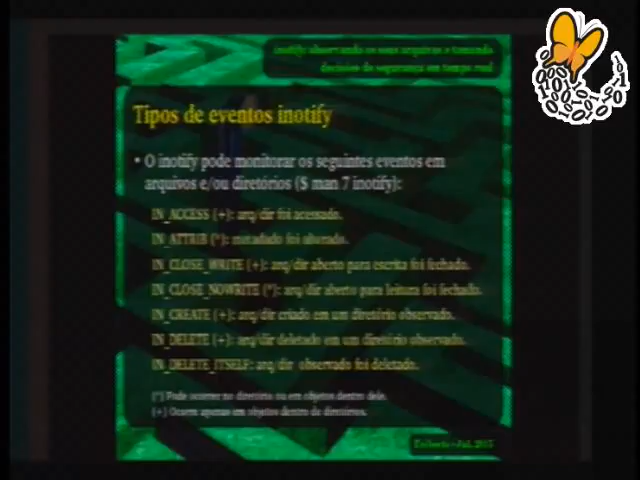 inotify: observando os seus arquivos e tomando
decisões de segurança em tempo real
Tipos de eventos inotify
• O inotify pode monitorar os seguintes eventos em
arquivos e/ou diretórios ($ man 7 inotify):
IN_ACCESS (+): arq/dir foi acessado.
IN_ATTRIB (*): metadado foi alterado.
IN_CLOSE_WRITE (+): arq/dir aberto para escrita foi fechado.
IN_CLOSE_NOWRITE (*): arq/dir aberto para leitura foi fechado.
IN_CREATE (+): arq/dir criado em um diretório observado.
IN_DELETE (+): arq/dir deletado em um diretório observado.
IN_DELETE_ITSELF: arq/dir observado foi deletado.
(*) Pode ocorrer no diretório ou em objetos dentro dele.
(+) Ocorre apenas em objetos dentro de diretórios.
Jul. 2015